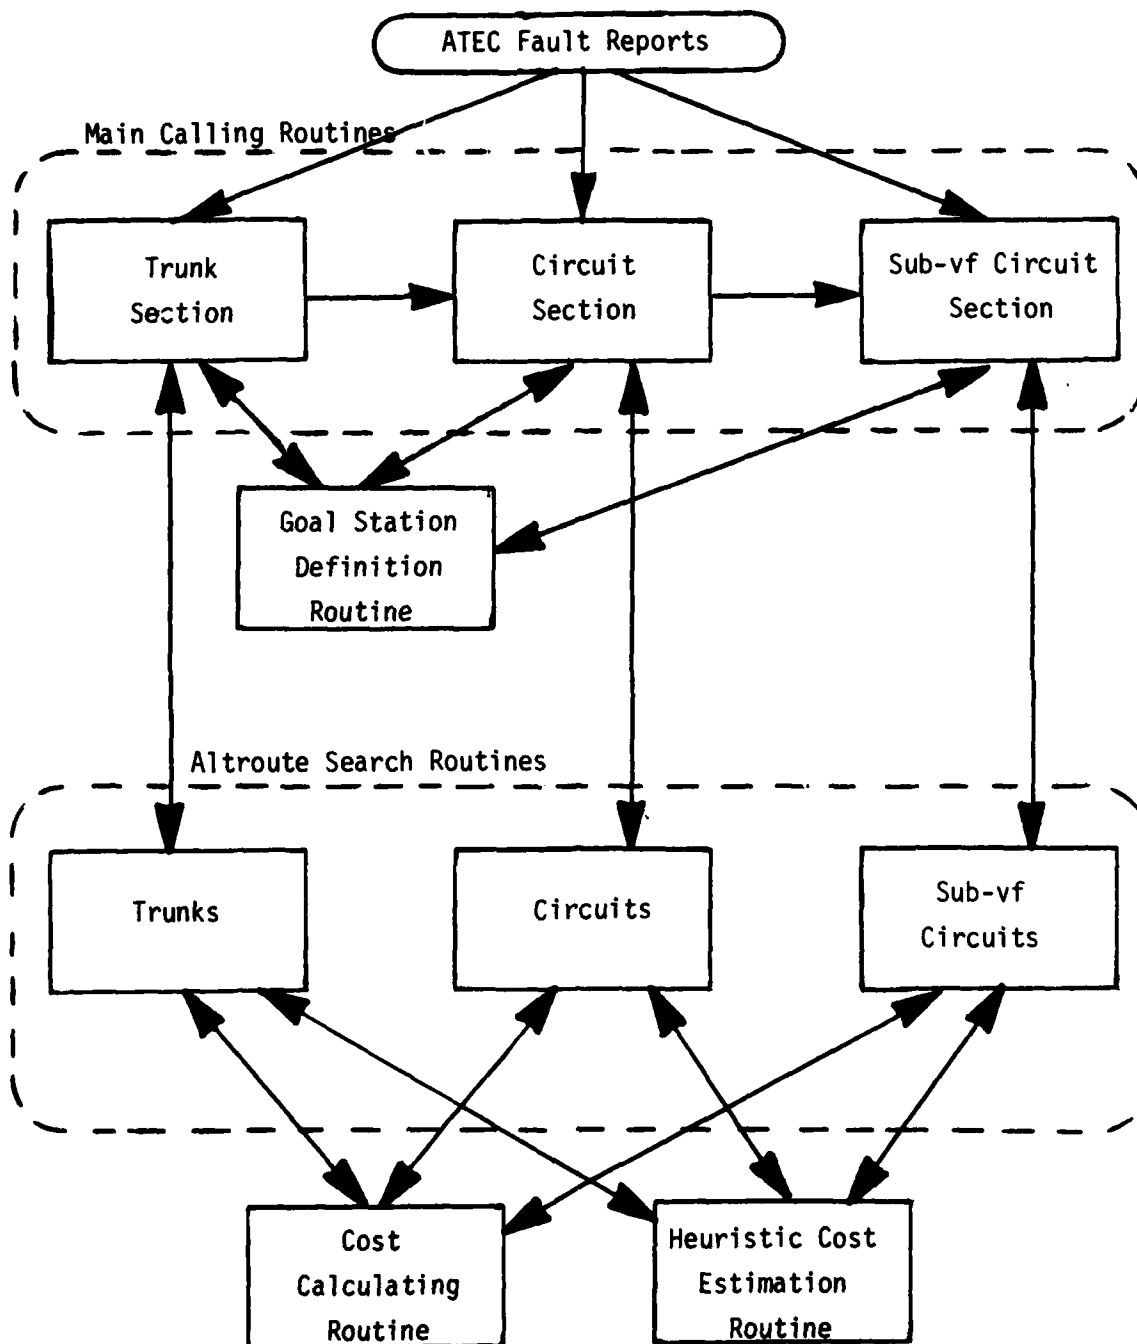 ATEC Fault Reports
Main Calling Routines
Trunk
Section
Circuit
Section
Sub-vf Circuit
Section
Goal Station
Definition
Routine
Altroute Search Routines
Trunks
Circuits
Sub-vf
Circuits
Cost
Calculating
Routine
Heuristic Cost
Estimation
Routine